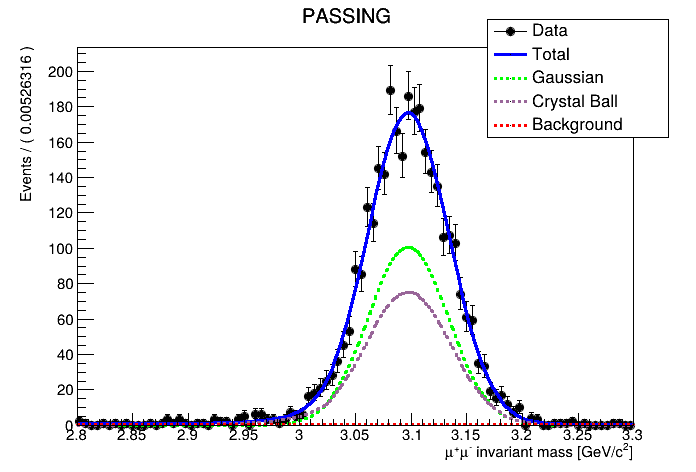 PASSING
Data
Total
Gaussian
Crystal Ball
Background
Events / ( 0.00526316 )
200
180
160
140
120
100
80
60
40
20
0
2.8 2.85 2.9 2.95 3 3.05 3.1 3.15 3.2 3.25 3.3
μ⁺μ⁻ invariant mass [GeV/c²]